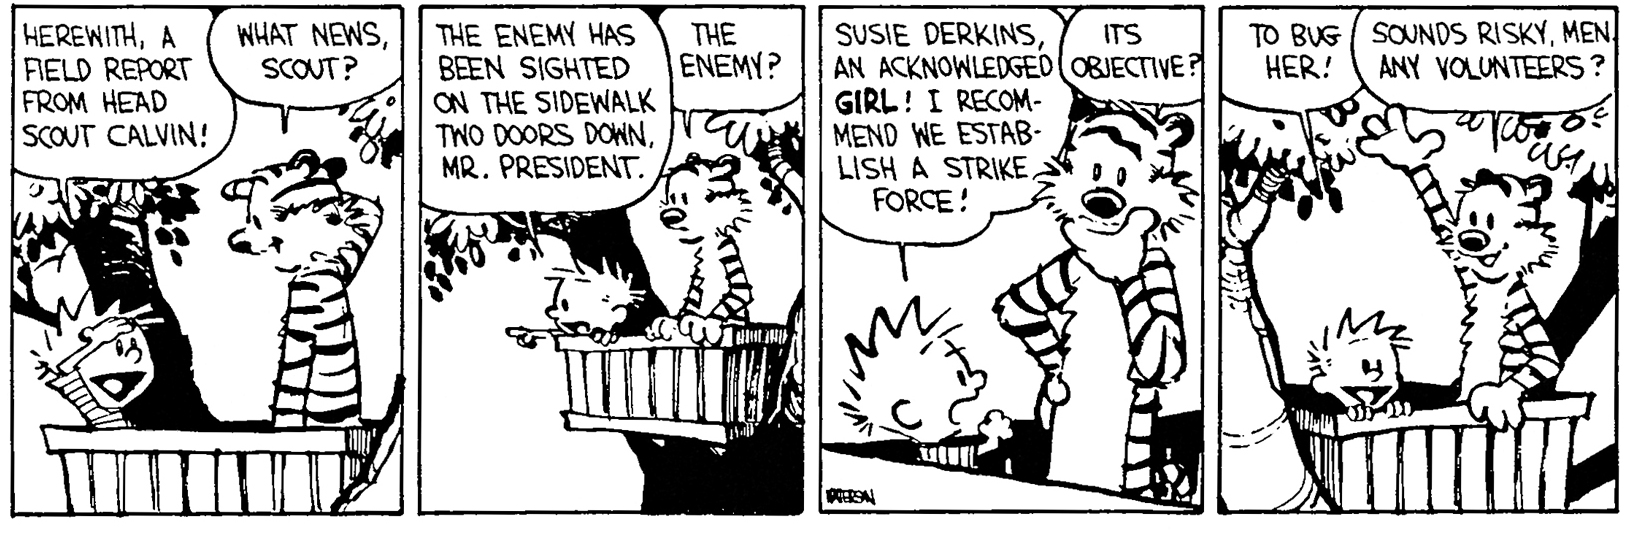 HEREWITH, A
FIELD REPORT
FROM HEAD
SCOUT CALVIN!
WHAT NEWS,
SCOUT?
THE ENEMY HAS
BEEN SIGHTED
ON THE SIDEWALK
TWO DOORS DOWN,
MR. PRESIDENT.
THE
ENEMY?
SUSIE DERKINS,
AN ACKNOWLEDGED
GIRL! I RECOM-
MEND WE ESTAB-
LISH A STRIKE
FORCE!
ITS
OBJECTIVE?
TO BUG
HER!
SOUNDS RISKY, MEN.
ANY VOLUNTEERS?